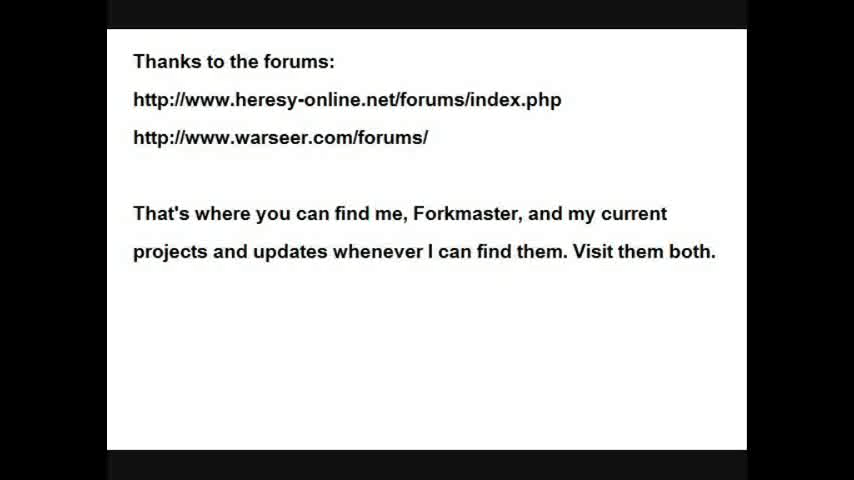 Thanks to the forums:
http://www.heresy-online.net/forums/index.php
http://www.warseer.com/forums/
That's where you can find me, Forkmaster, and my current
projects and updates whenever I can find them. Visit them both.